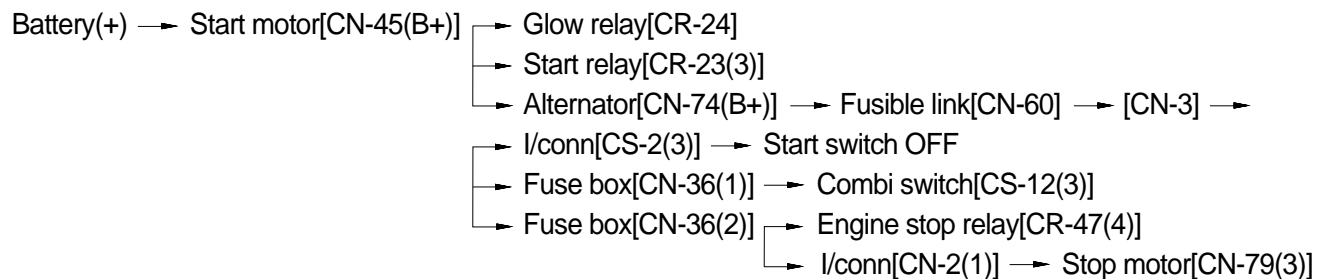 Battery(+) → Start motor[CN-45(B+)] → Glow relay[CR-24]
→ Start relay[CR-23(3)]
→ Alternator[CN-74(B+)] → Fusible link[CN-60] → [CN-3] →
→ I/conn[CS-2(3)] → Start switch OFF
→ Fuse box[CN-36(1)] → Combi switch[CS-12(3)]
→ Fuse box[CN-36(2)] → Engine stop relay[CR-47(4)]
→ I/conn[CN-2(1)] → Stop motor[CN-79(3)]